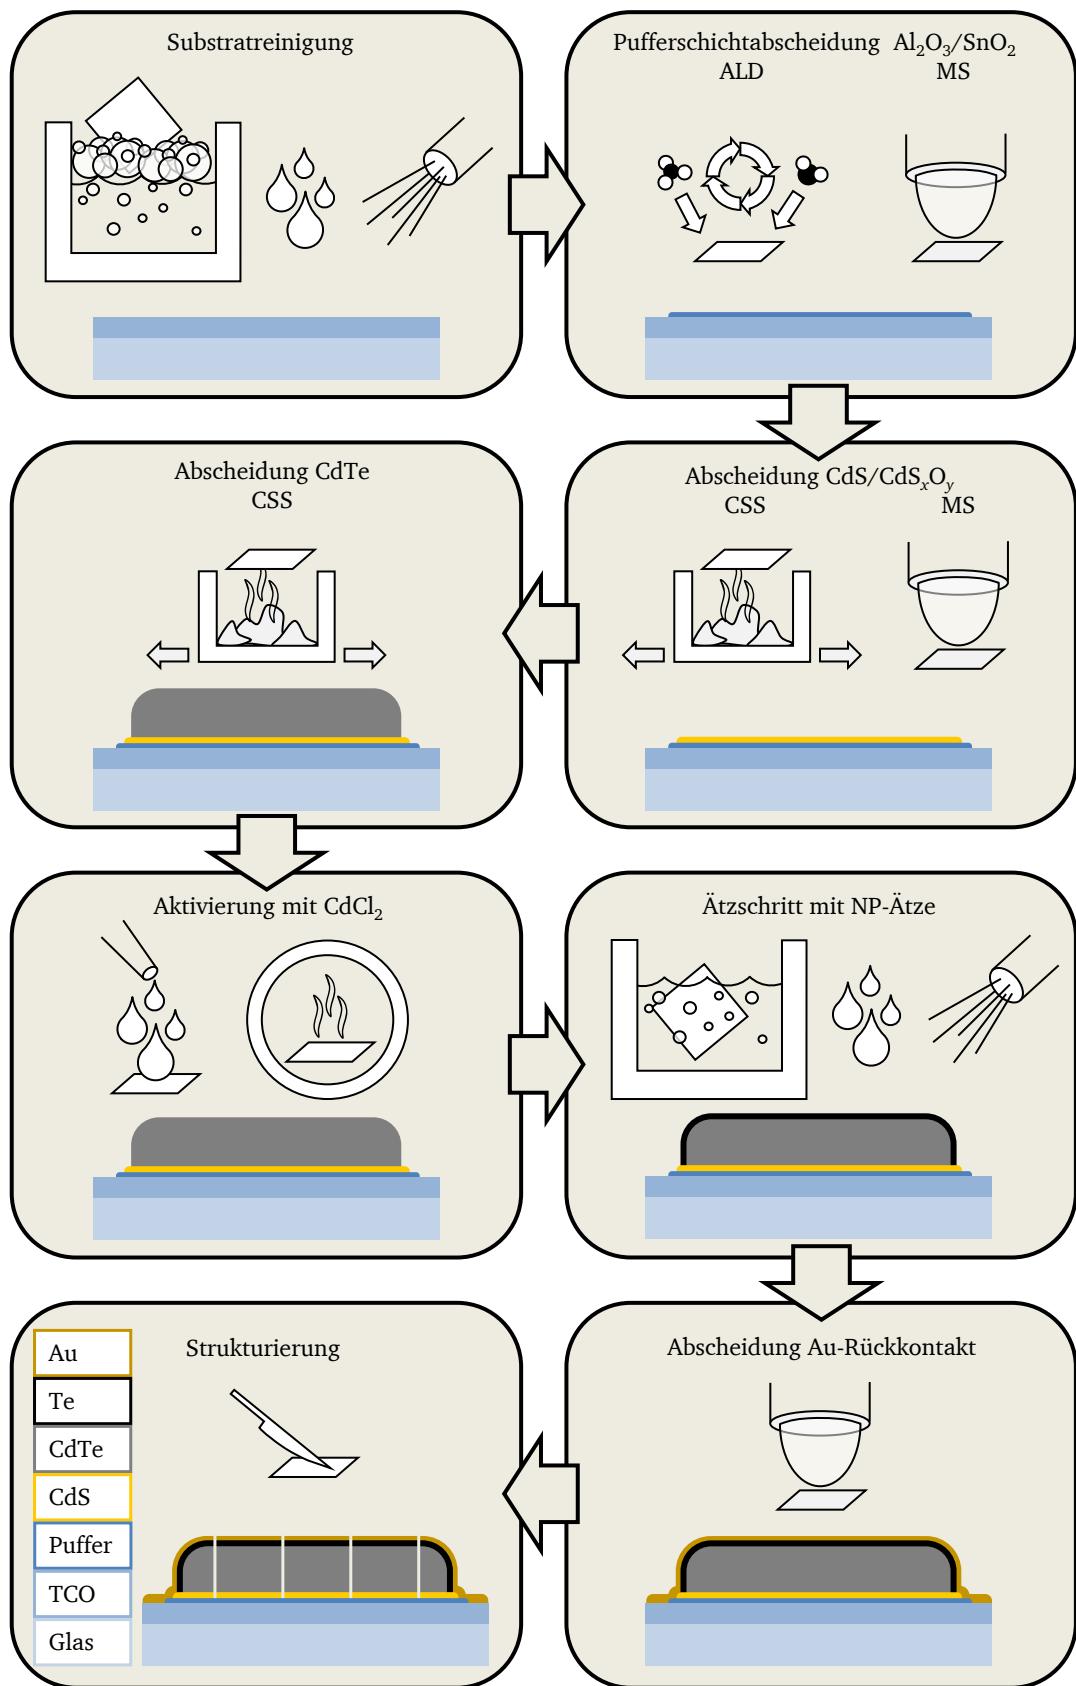 Substratreinigung
Pufferschichtabscheidung Al₂O₃/SnO₂
ALD MS
Abscheidung CdTe
CSS
Abscheidung CdS/CdSₓOᵧ
CSS MS
Aktivierung mit CdCl₂
Ätzschritt mit NP-Ätze
Strukturierung
Au
Te
CdTe
CdS
Puffer
TCO
Glas
Abscheidung Au-Rückkontakt